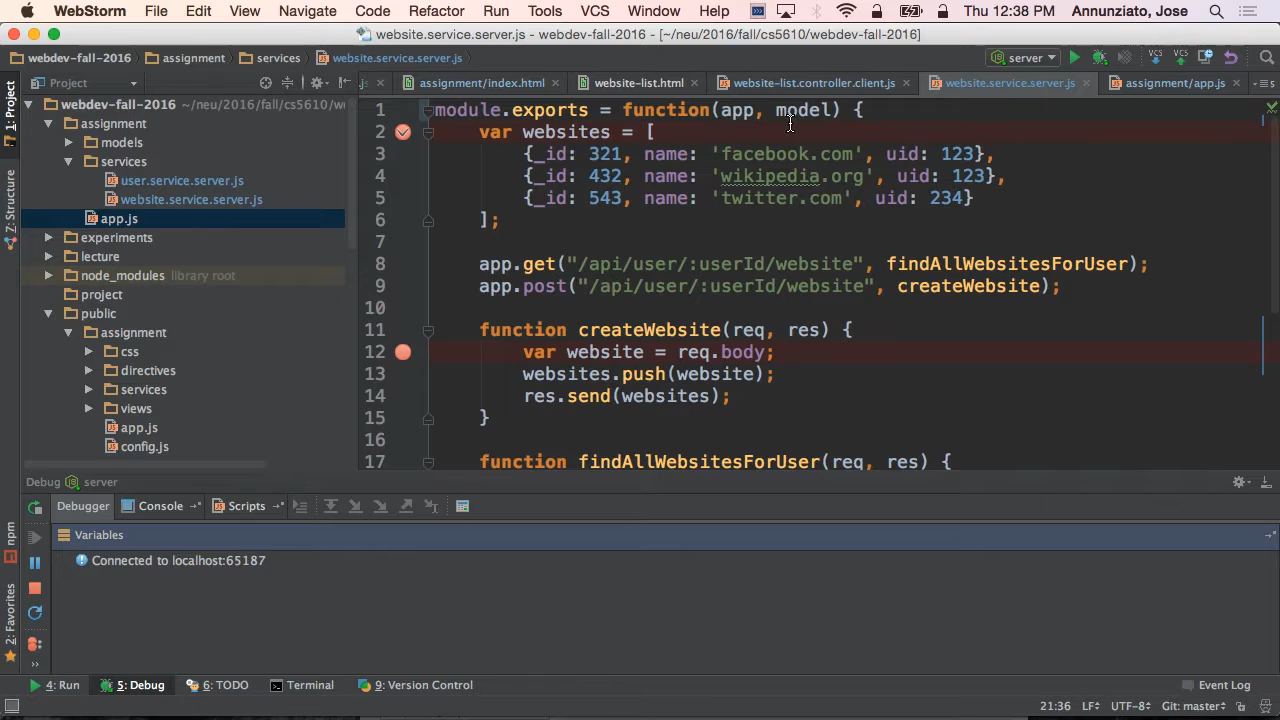 WebStorm File Edit View Navigate Code Refactor Run Tools VCS Window Help Thu 12:38 PM Annunziato, Jose
website.service.server.js - webdev-fall-2016 - [~/neu/2016/fall/cs5610/webdev-fall-2016]
webdev-fall-2016 assignment services website.service.server.js server VCS VCS
1: Project
Project
.js assignment/index.html website-list.html website-list.controller.client.js website.service.server.js assignment/app.js
webdev-fall-2016 ~/neu/2016/fall/cs5610/we
assignment
models
services
user.service.server.js
website.service.server.js
app.js
experiments
lecture
node_modules library root
project
public
assignment
css
directives
services
views
app.js
config.js
Z: Structure
npm
2: Favorites
1 module.exports = function(app, model) {
2 var websites = [
3 {_id: 321, name: 'facebook.com', uid: 123},
4 {_id: 432, name: 'wikipedia.org', uid: 123},
5 {_id: 543, name: 'twitter.com', uid: 234}
6 ];
7
8 app.get("/api/user/:userId/website", findAllWebsitesForUser);
9 app.post("/api/user/:userId/website", createWebsite);
10
11 function createWebsite(req, res) {
12 var website = req.body;
13 websites.push(website);
14 res.send(websites);
15 }
16
17 function findAllWebsitesForUser(req, res) {
Debug server
Debugger Console Scripts
Variables
Connected to localhost:65187
4: Run 5: Debug 6: TODO Terminal 9: Version Control Event Log
21:36 LF UTF-8 Git: master